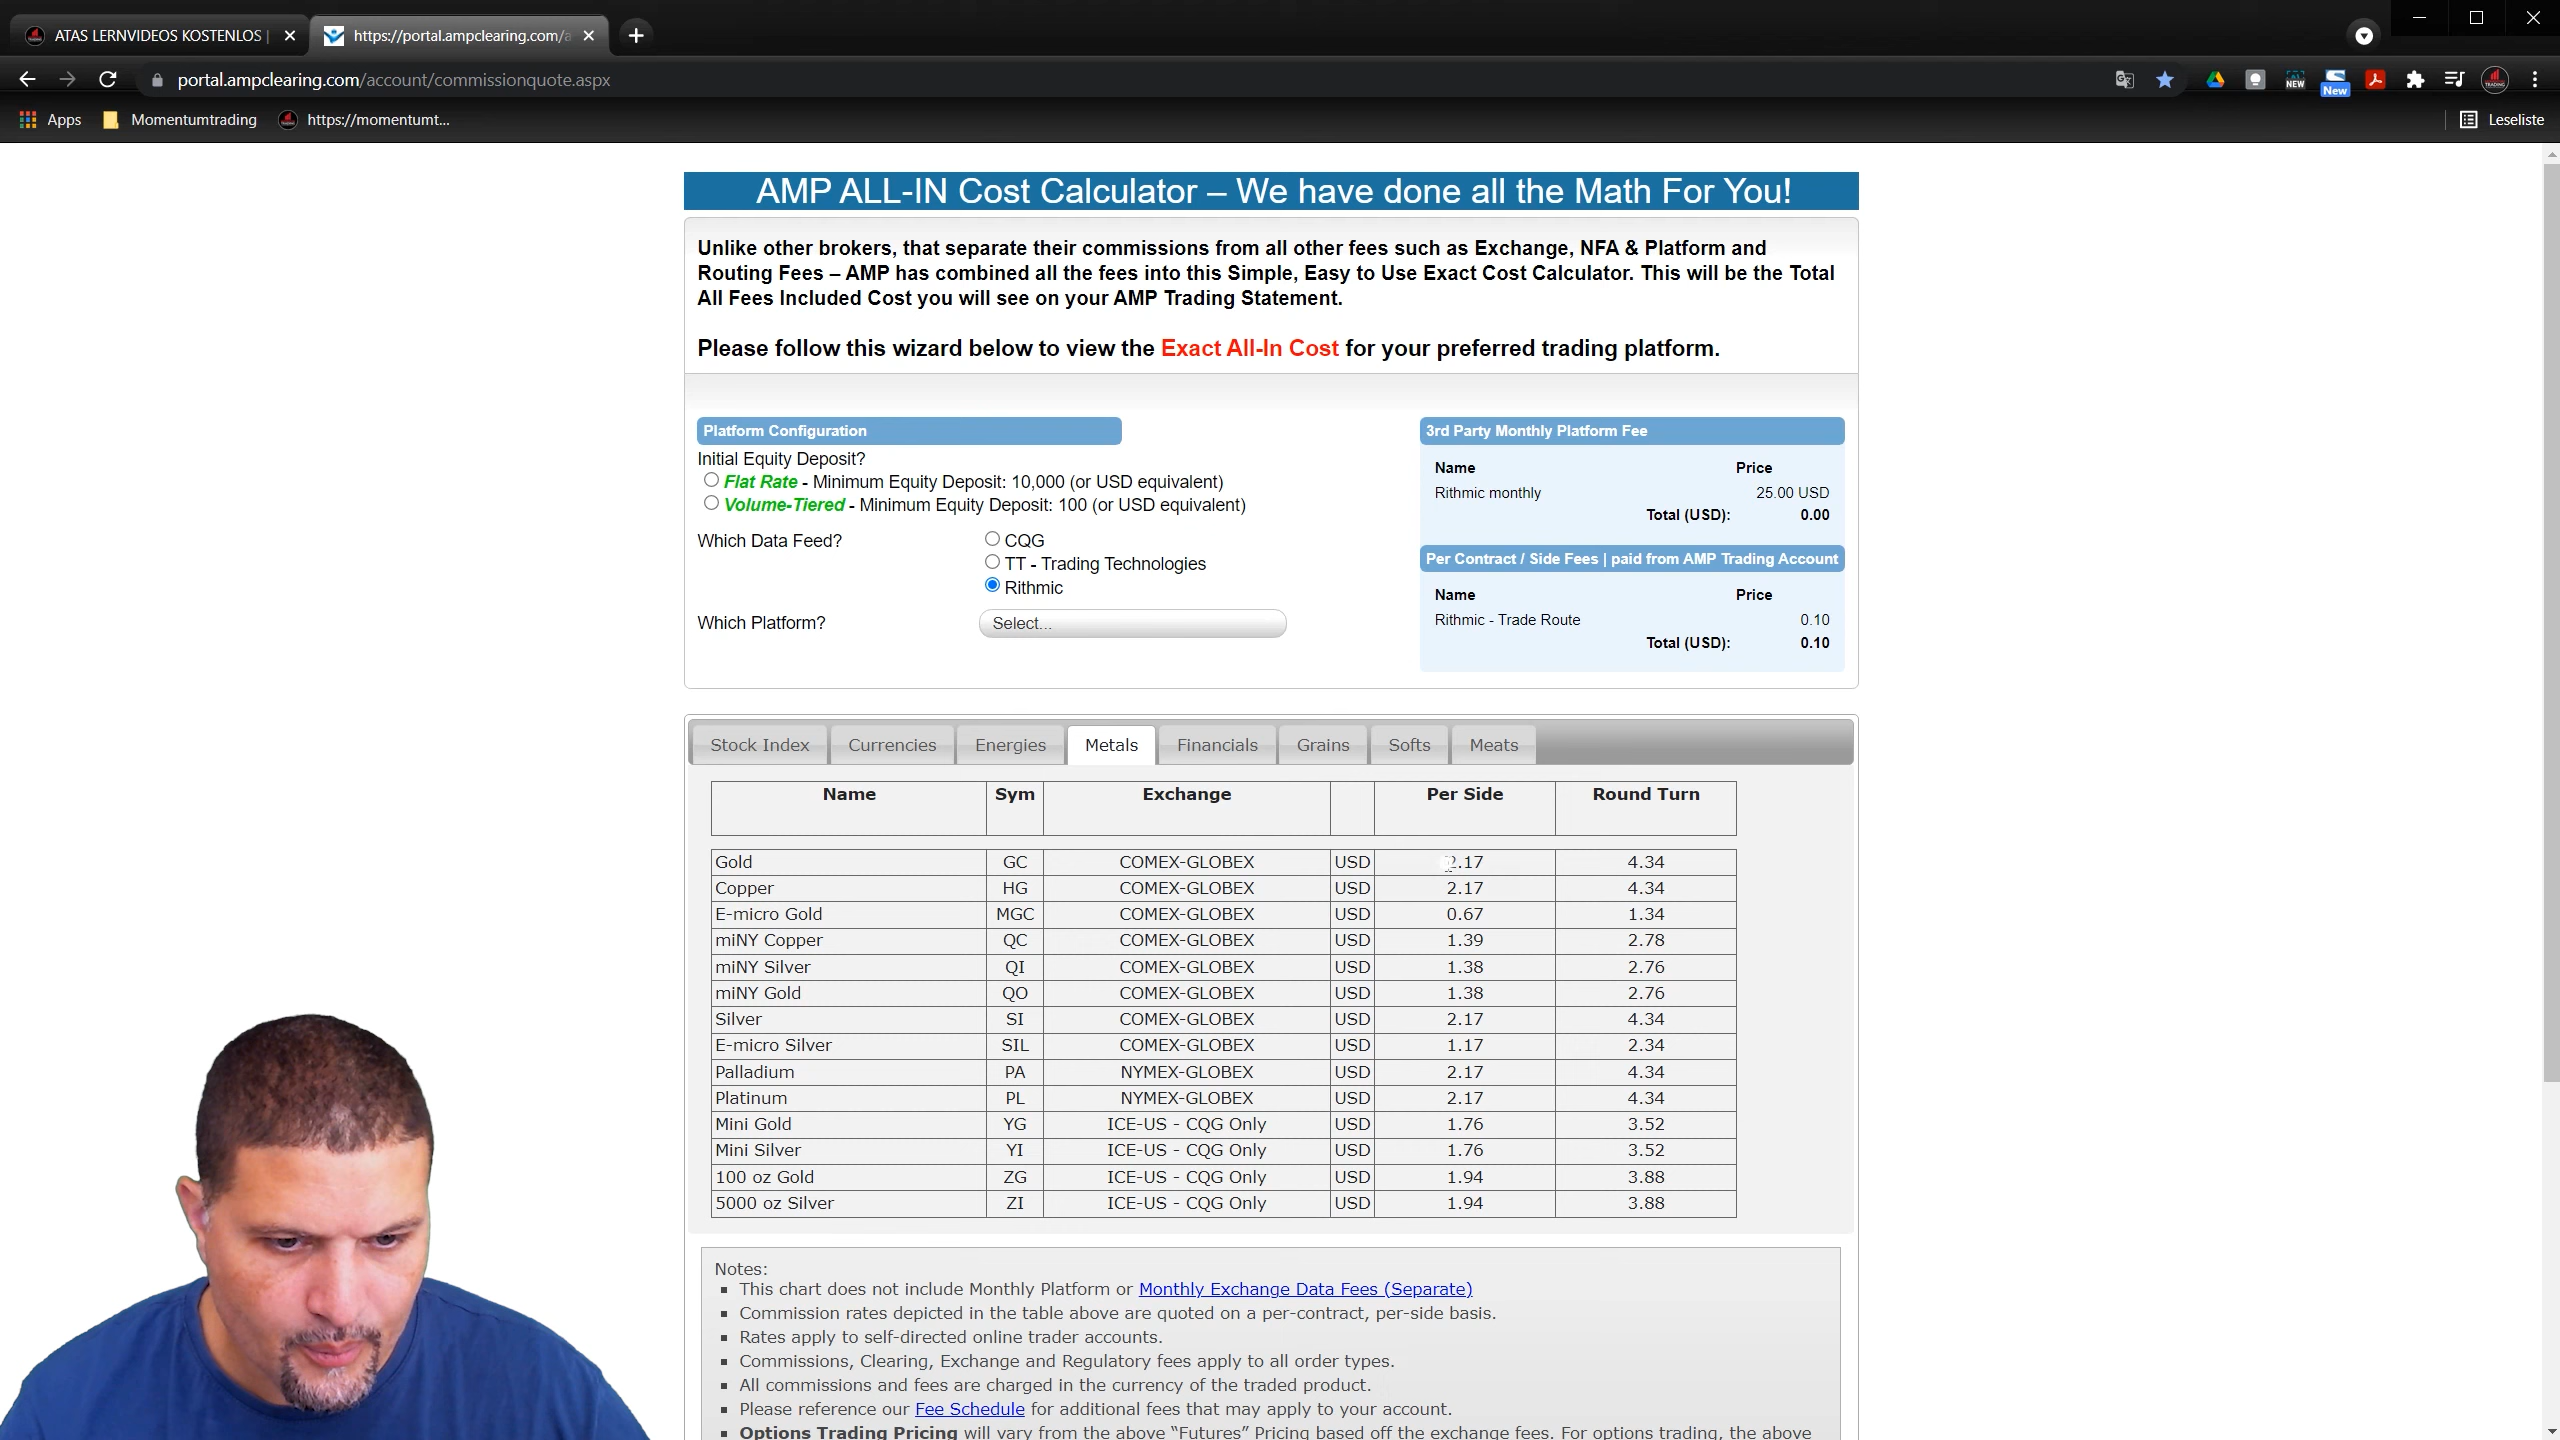 ATAS LERNVIDEOS KOSTENLOS |
https://portal.ampclearing.com/a
portal.ampclearing.com/account/commissionquote.aspx
NEW
New
Apps
Momentumtrading
https://momentumt...
Leseliste
AMP ALL-IN Cost Calculator – We have done all the Math For You!
Unlike other brokers, that separate their commissions from all other fees such as Exchange, NFA & Platform and
Routing Fees – AMP has combined all the fees into this Simple, Easy to Use Exact Cost Calculator. This will be the Total
All Fees Included Cost you will see on your AMP Trading Statement.
Please follow this wizard below to view the Exact All-In Cost for your preferred trading platform.
Platform Configuration
Initial Equity Deposit?
Flat Rate - Minimum Equity Deposit: 10,000 (or USD equivalent)
Volume-Tiered - Minimum Equity Deposit: 100 (or USD equivalent)
Which Data Feed?
CQG
TT - Trading Technologies
Rithmic
Which Platform?
Select...
3rd Party Monthly Platform Fee
Name Price
Rithmic monthly 25.00 USD
Total (USD): 0.00
Per Contract / Side Fees | paid from AMP Trading Account
Name Price
Rithmic - Trade Route 0.10
Total (USD): 0.10
Stock Index Currencies Energies Metals Financials Grains Softs Meats
Name Sym Exchange Per Side Round Turn
Gold GC COMEX-GLOBEX USD 2.17 4.34
Copper HG COMEX-GLOBEX USD 2.17 4.34
E-micro Gold MGC COMEX-GLOBEX USD 0.67 1.34
miNY Copper QC COMEX-GLOBEX USD 1.39 2.78
miNY Silver QI COMEX-GLOBEX USD 1.38 2.76
miNY Gold QO COMEX-GLOBEX USD 1.38 2.76
Silver SI COMEX-GLOBEX USD 2.17 4.34
E-micro Silver SIL COMEX-GLOBEX USD 1.17 2.34
Palladium PA NYMEX-GLOBEX USD 2.17 4.34
Platinum PL NYMEX-GLOBEX USD 2.17 4.34
Mini Gold YG ICE-US - CQG Only USD 1.76 3.52
Mini Silver YI ICE-US - CQG Only USD 1.76 3.52
100 oz Gold ZG ICE-US - CQG Only USD 1.94 3.88
5000 oz Silver ZI ICE-US - CQG Only USD 1.94 3.88
Notes:
This chart does not include Monthly Platform or Monthly Exchange Data Fees (Separate)
Commission rates depicted in the table above are quoted on a per-contract, per-side basis.
Rates apply to self-directed online trader accounts.
Commissions, Clearing, Exchange and Regulatory fees apply to all order types.
All commissions and fees are charged in the currency of the traded product.
Please reference our Fee Schedule for additional fees that may apply to your account.
Options Trading Pricing will vary from the above “Futures” Pricing based off the exchange fees. For options trading, the above